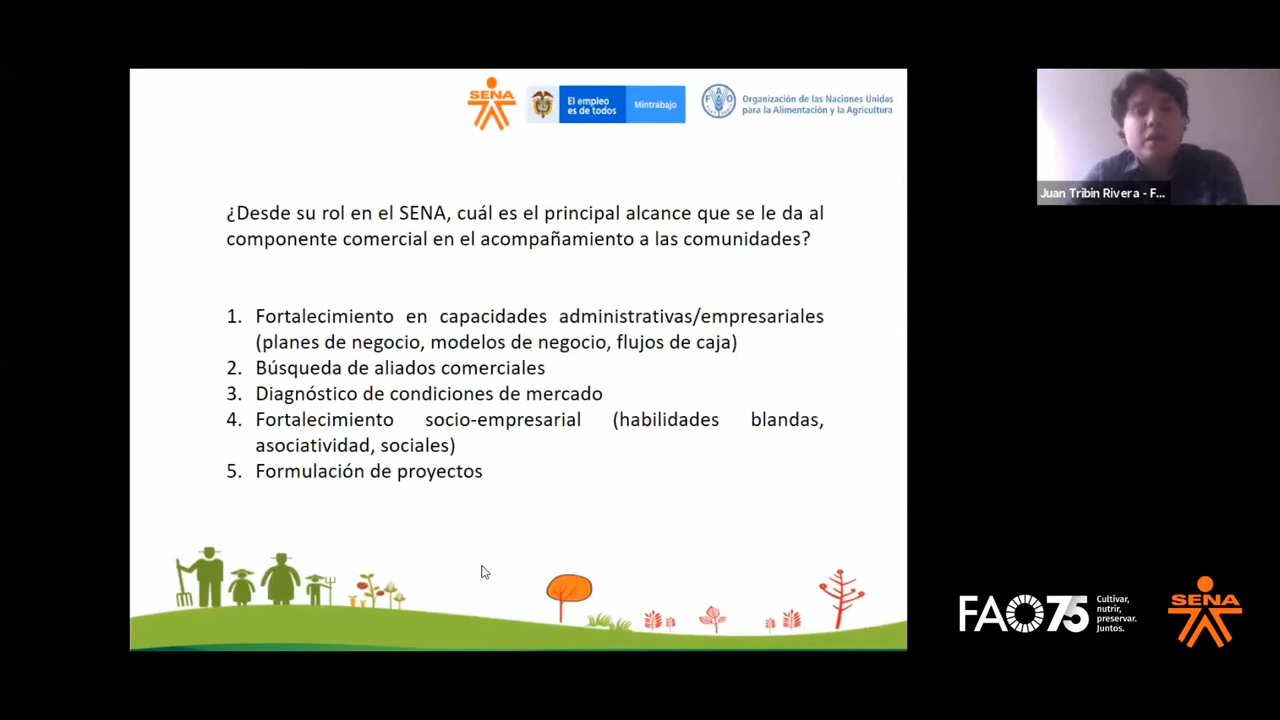 SENA
El empleo
es de todos
Mintrabajo
Organización de las Naciones Unidas
para la Alimentación y la Agricultura
¿Desde su rol en el SENA, cuál es el principal alcance que se le da al
componente comercial en el acompañamiento a las comunidades?
1. Fortalecimiento en capacidades administrativas/empresariales
(planes de negocio, modelos de negocio, flujos de caja)
2. Búsqueda de aliados comerciales
3. Diagnóstico de condiciones de mercado
4. Fortalecimiento socio-empresarial (habilidades blandas,
asociatividad, sociales)
5. Formulación de proyectos
Juan Tribin Rivera - F...
FAO75
Cultivar,
nutrir,
preservar.
Juntos.
SENA